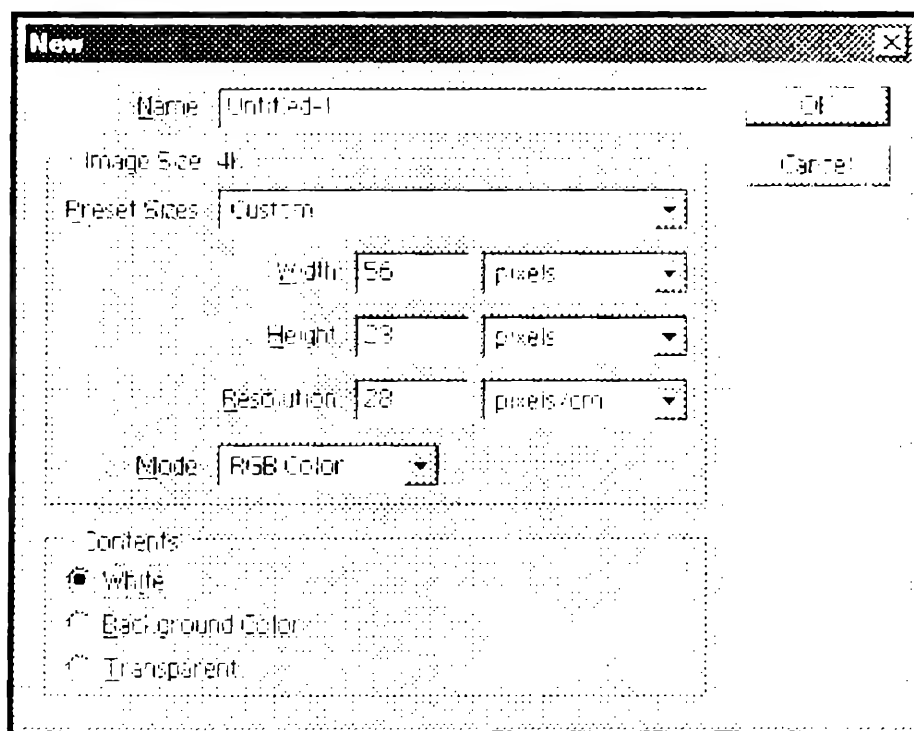 New
Name: Untitled-1 OK
Image Size: 4K Cancel
Preset Sizes: Custom
Width: 56 pixels
Height: pixels
Resolution: 28 pixels/cm
Mode: RGB Color
Contents
White
Background Color
Transparent